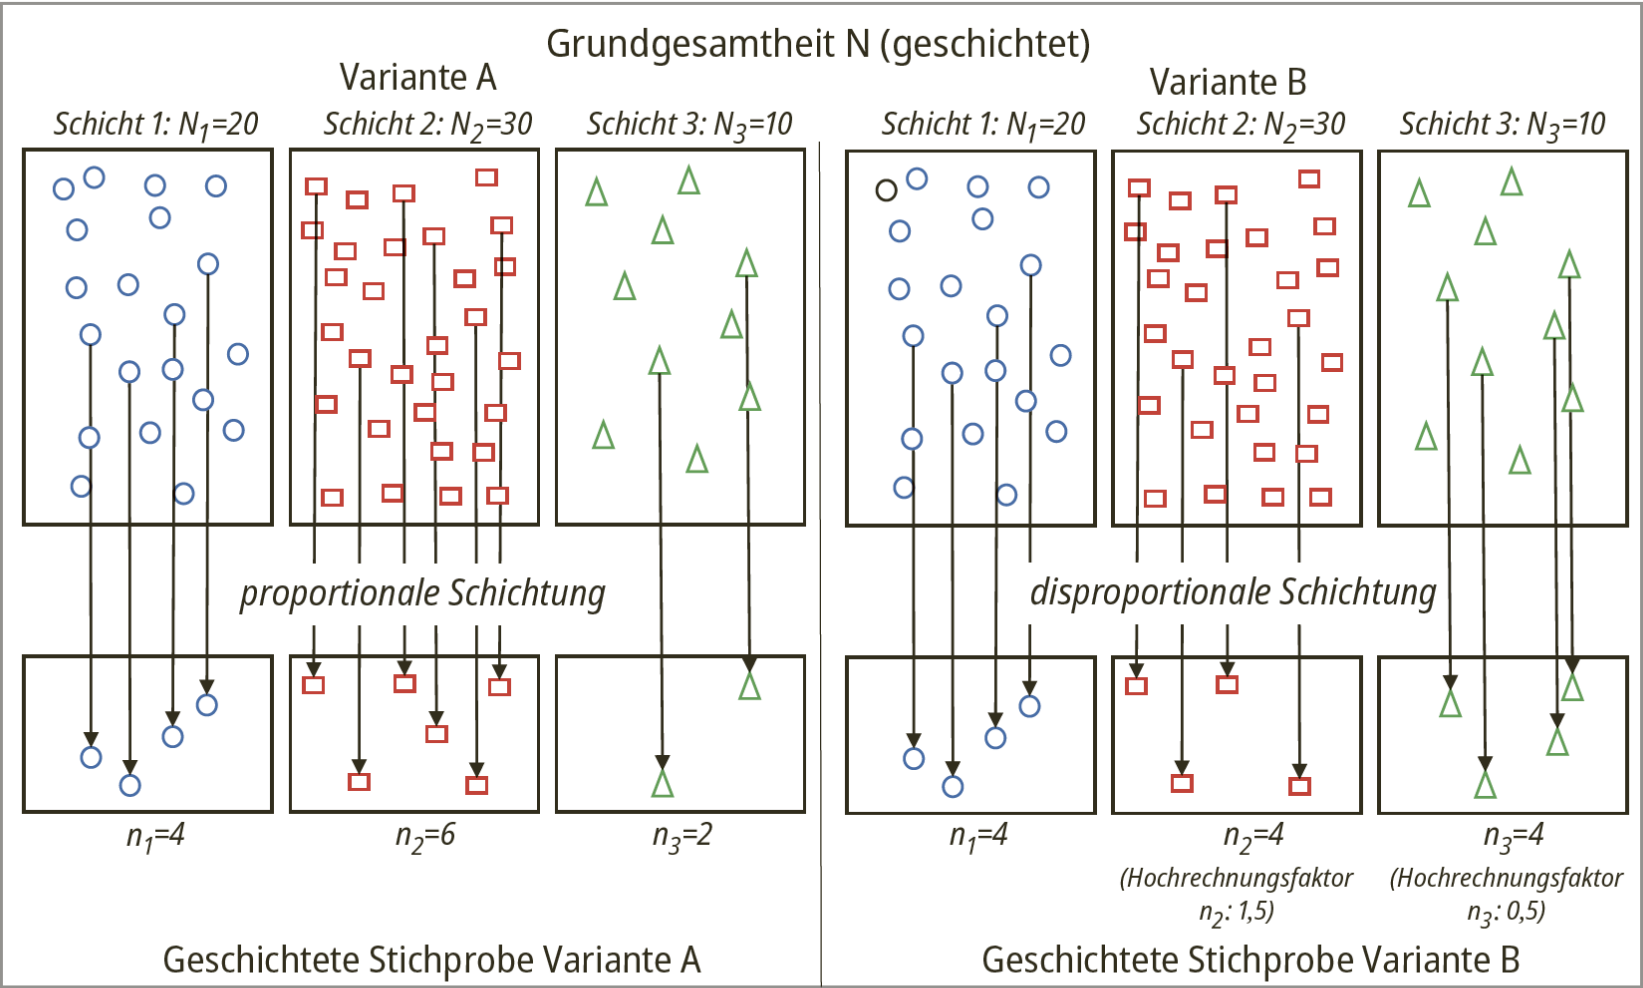 Grundgesamtheit N (geschichtet)
Variante A
Schicht 1: N1=20
Schicht 2: N2=30
Schicht 3: N3=10
proportionale Schichtung
n1=4
n2=6
n3=2
Geschichtete Stichprobe Variante A
Variante B
Schicht 1: N1=20
Schicht 2: N2=30
Schicht 3: N3=10
disproportionale Schichtung
n1=4
n2=4
(Hochrechnungsfaktor
n2: 1,5)
n3=4
(Hochrechnungsfaktor
n3: 0,5)
Geschichtete Stichprobe Variante B